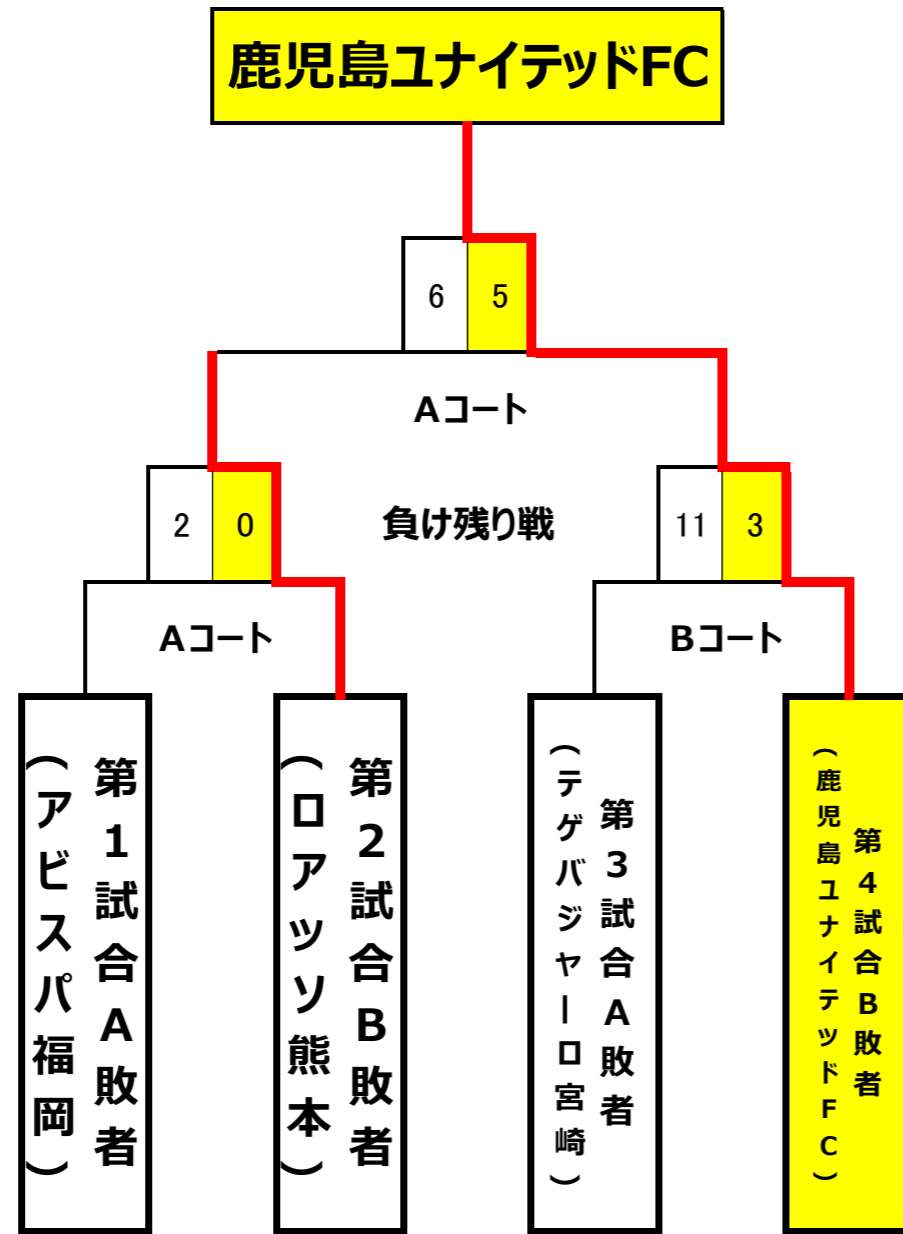 鹿児島ユナイテッドFC
6 5
Aコート
2 0
負け残り戦
11 3
Aコート
Bコート
第1試合A敗者
(アビスパ福岡)
第2試合B敗者
(ロアッソ熊本)
第3試合A敗者
(テゲバジャーロ宮崎)
第4試合B敗者
(鹿児島ユナイテッドFC)